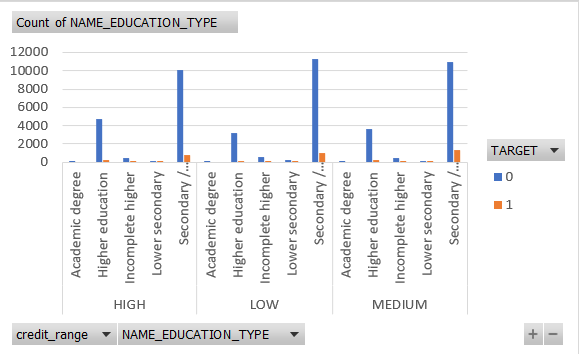 Count of NAME_EDUCATION_TYPE
12000
10000
8000
6000
4000
2000
0
Academic degree
Higher education
Incomplete higher
Lower secondary
Secondary /...
Academic degree
Higher education
Incomplete higher
Lower secondary
Secondary /...
Academic degree
Higher education
Incomplete higher
Lower secondary
Secondary /...
HIGH
LOW
MEDIUM
TARGET
0
1
credit_range
NAME_EDUCATION_TYPE
+ −